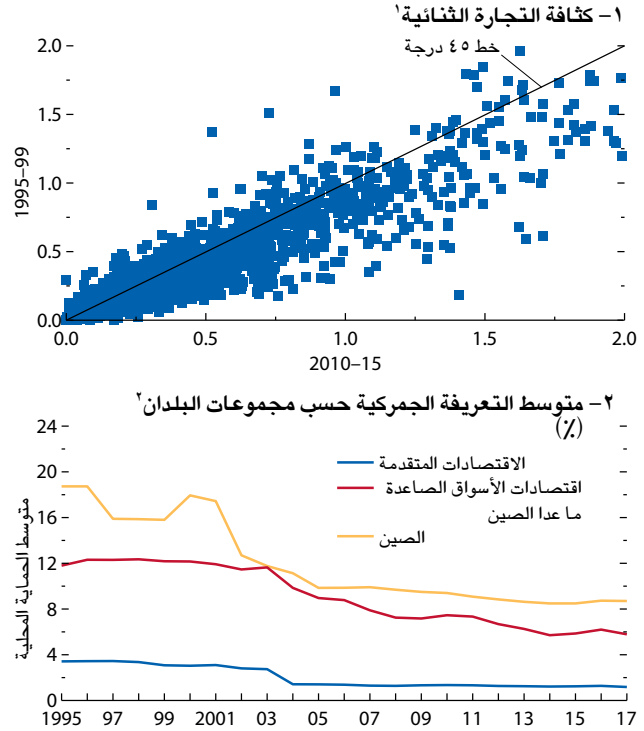 ١– كثافة التجارة الثنائية١
خط ٤٥ درجة
2.0
1.5
1.0
0.5
0.0
1995–99
0.0 0.5 1.0 1.5 2.0
2010–15
٢– متوسط التعريفة الجمركية حسب مجموعات البلدان٢
(٪)
24
20
16
12
8
4
0
متوسط الحماية المحلية
الاقتصادات المتقدمة
اقتصادات الأسواق الصاعدة
ما عدا الصين
الصين
1995 97 99 2001 03 05 07 09 11 13 15 17